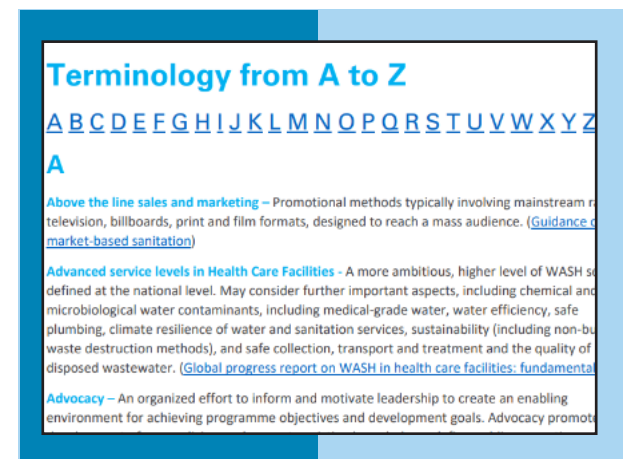 Terminology from A to Z
A B C D E F G H I J K L M N O P Q R S T U V W X Y Z
A
Above the line sales and marketing – Promotional methods typically involving mainstream
television, billboards, print and film formats, designed to reach a mass audience. (Guidance
market-based sanitation)
Advanced service levels in Health Care Facilities - A more ambitious, higher level of WASH
defined at the national level. May consider further important aspects, including chemical and
microbiological water contaminants, including medical-grade water, water efficiency, safe
plumbing, climate resilience of water and sanitation services, sustainability (including
waste destruction methods), and safe collection, transport and treatment and the quality of
disposed wastewater. (Global progress report on WASH in health care facilities: fundamental
Advocacy – An organized effort to inform and motivate leadership to create an enabling
environment for achieving programme objectives and development goals. Advocacy